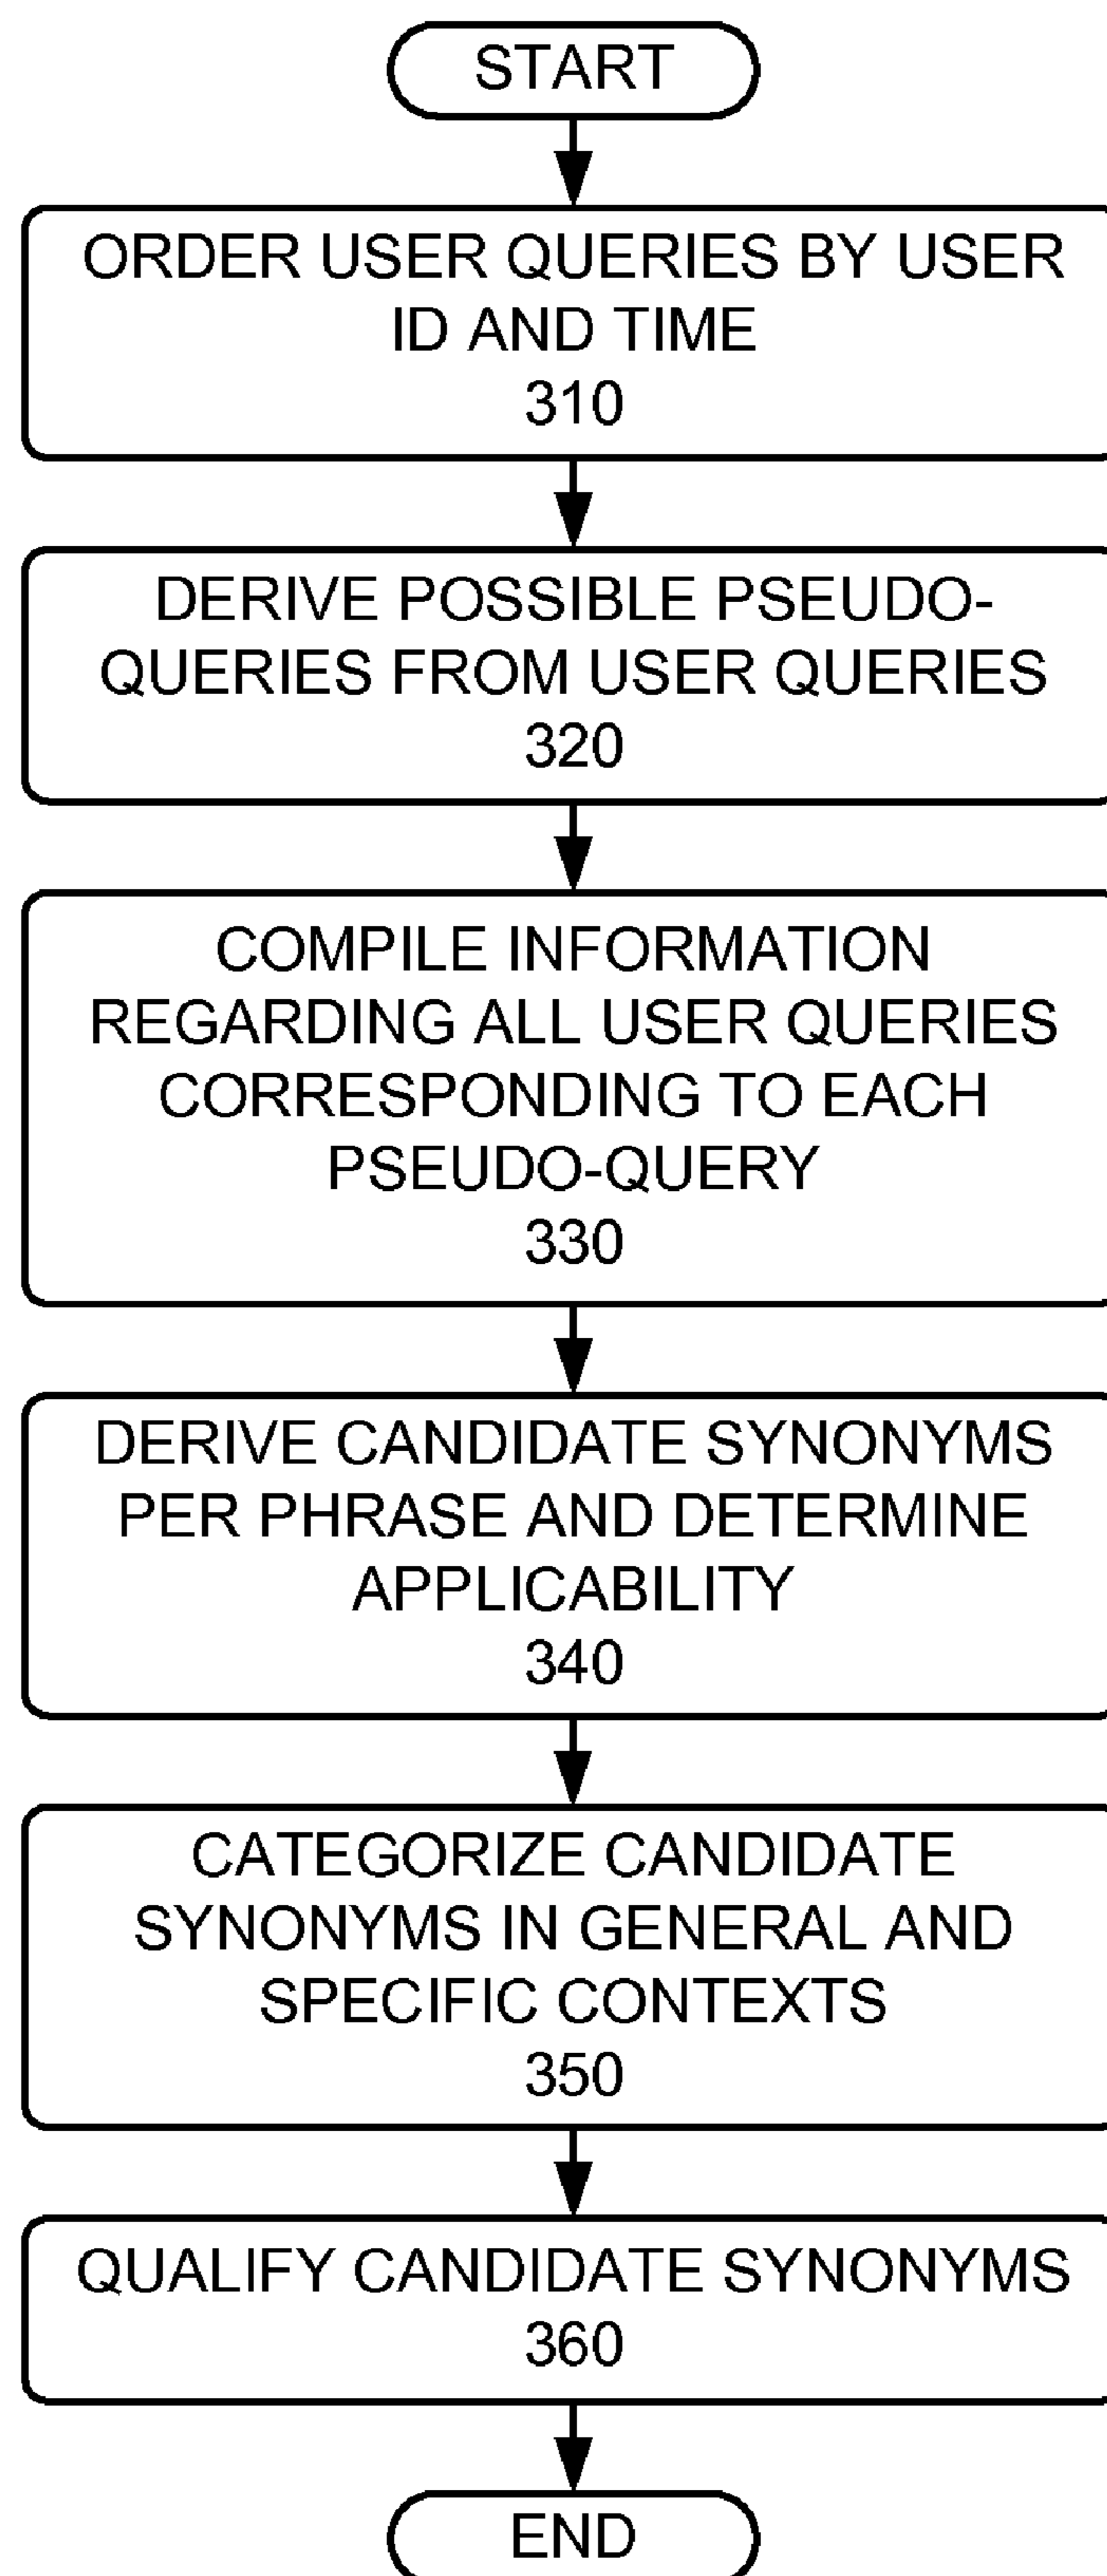 START
ORDER USER QUERIES BY USER
ID AND TIME
310
DERIVE POSSIBLE PSEUDO-
QUERIES FROM USER QUERIES
320
COMPILE INFORMATION
REGARDING ALL USER QUERIES
CORRESPONDING TO EACH
PSEUDO-QUERY
330
DERIVE CANDIDATE SYNONYMS
PER PHRASE AND DETERMINE
APPLICABILITY
340
CATEGORIZE CANDIDATE
SYNONYMS IN GENERAL AND
SPECIFIC CONTEXTS
350
QUALIFY CANDIDATE SYNONYMS
360
END